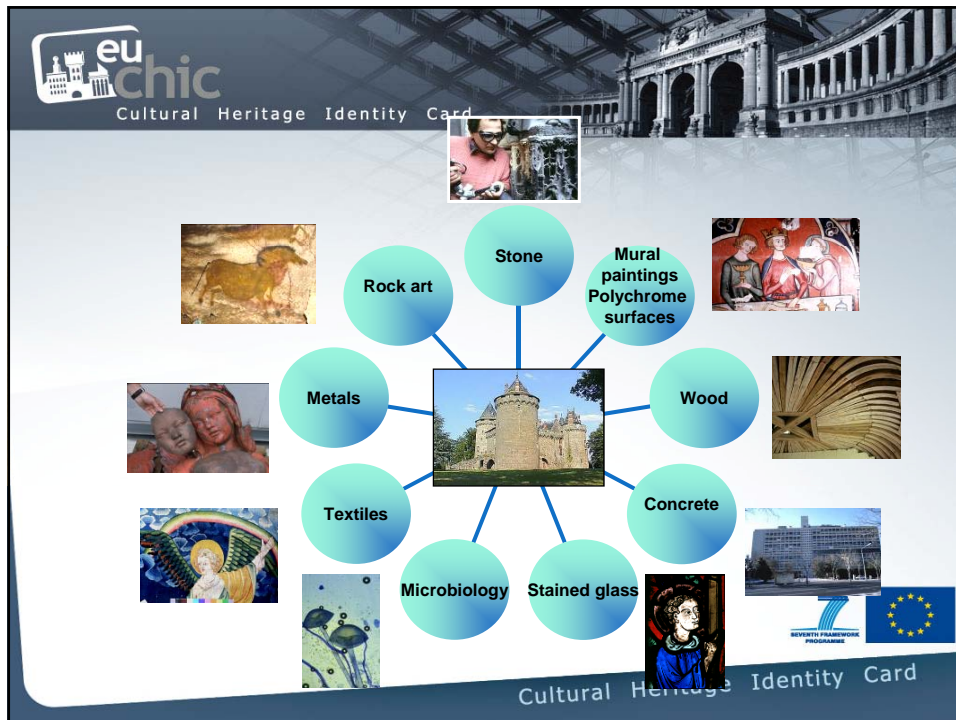 eu
chic
Cultural Heritage Identity Card
Stone
Mural
paintings
Polychrome
surfaces
Rock art
Metals
Wood
Textiles
Concrete
Microbiology
Stained glass
7
SEVENTH FRAMEWORK
PROGRAMME
Cultural Heritage Identity Card